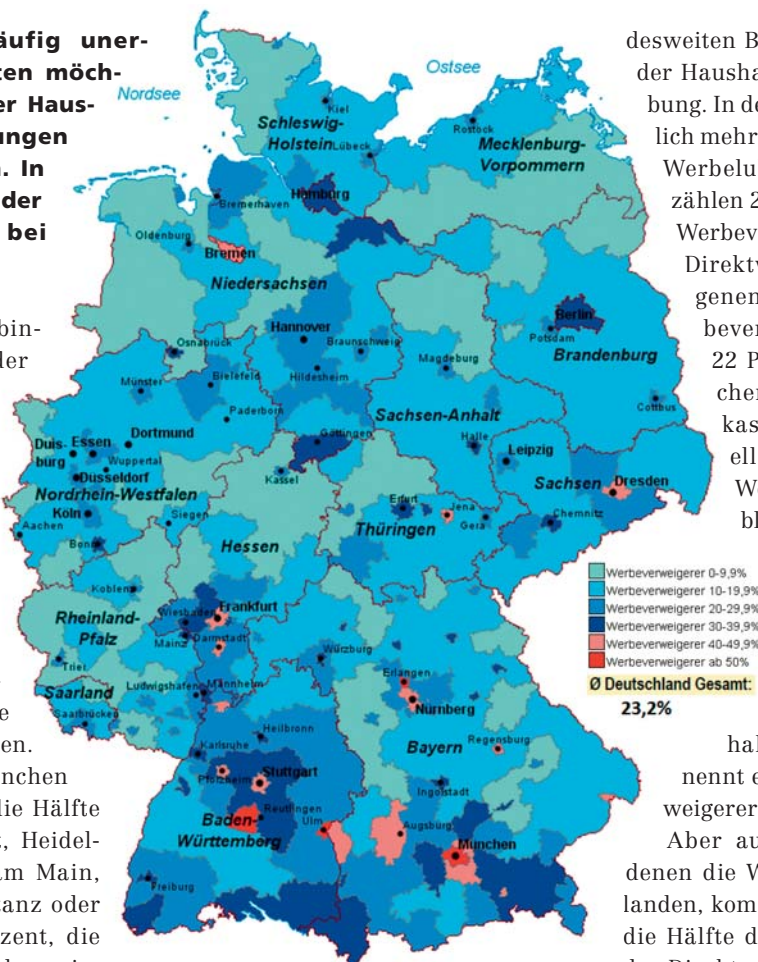 äufig uner-
ten möch-
er Haus-
ungen
. In
der
bei
bin-
der
e
en.
nchen
die Hälfte
z, Heidel-
am Main,
tanz oder
zent, die
Nordsee
Ostsee
Kiel
Schleswig-
Holstein
Lübeck
Rostock
Mecklenburg-
Vorpommern
Hamburg
Bremerhaven
Oldenburg
Bremen
Niedersachsen
Berlin
Potsdam
Brandenburg
Hannover
Braunschweig
Osnabrück
Hildesheim
Magdeburg
Münster
Bielefeld
Paderborn
Sachsen-Anhalt
Cottbus
Dortmund
Göttingen
Halle
Leipzig
Duis-
burg
Essen
Wuppertal
Düsseldorf
Kassel
Sachsen
Dresden
Nordrhein-Westfalen
Köln
Siegen
Erfurt
Jena
Gera
Chemnitz
Thüringen
Aachen
Bonn
Hessen
Koblenz
Rheinland-
Pfalz
Wiesbaden
Frankfurt
Mainz
Darmstadt
Trier
Würzburg
Erlangen
Saarland
Ludwigshafen
Mannheim
Nürnberg
Saarbrücken
Heilbronn
Bayern
Regensburg
Karlsruhe
Pforzheim
Stuttgart
Ingolstadt
Reutlingen
Baden-
Württemberg
Ulm
Augsburg
München
Freiburg
Werbeverweigerer 0-9,9%
Werbeverweigerer 10-19,9%
Werbeverweigerer 20-29,9%
Werbeverweigerer 30-39,9%
Werbeverweigerer 40-49,9%
Werbeverweigerer ab 50%
Ø Deutschland Gesamt:
23,2%
desweiten B
der Hausha
bung. In de
lich mehr
Werbelu
zählen 2
Werbev
Direktv
genen
bever
22 P
cher
kas
ell
We
bl
hal
nennt e
weigerer
Aber au
denen die W
landen, kom
die Hälfte d